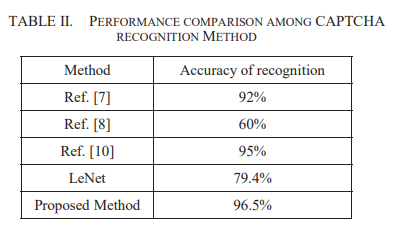 TABLE II. PERFORMANCE COMPARISON AMONG CAPTCHA
RECOGNITION METHOD
Method Accuracy of recognition
Ref. [7] 92%
Ref. [8] 60%
Ref. [10] 95%
LeNet 79.4%
Proposed Method 96.5%